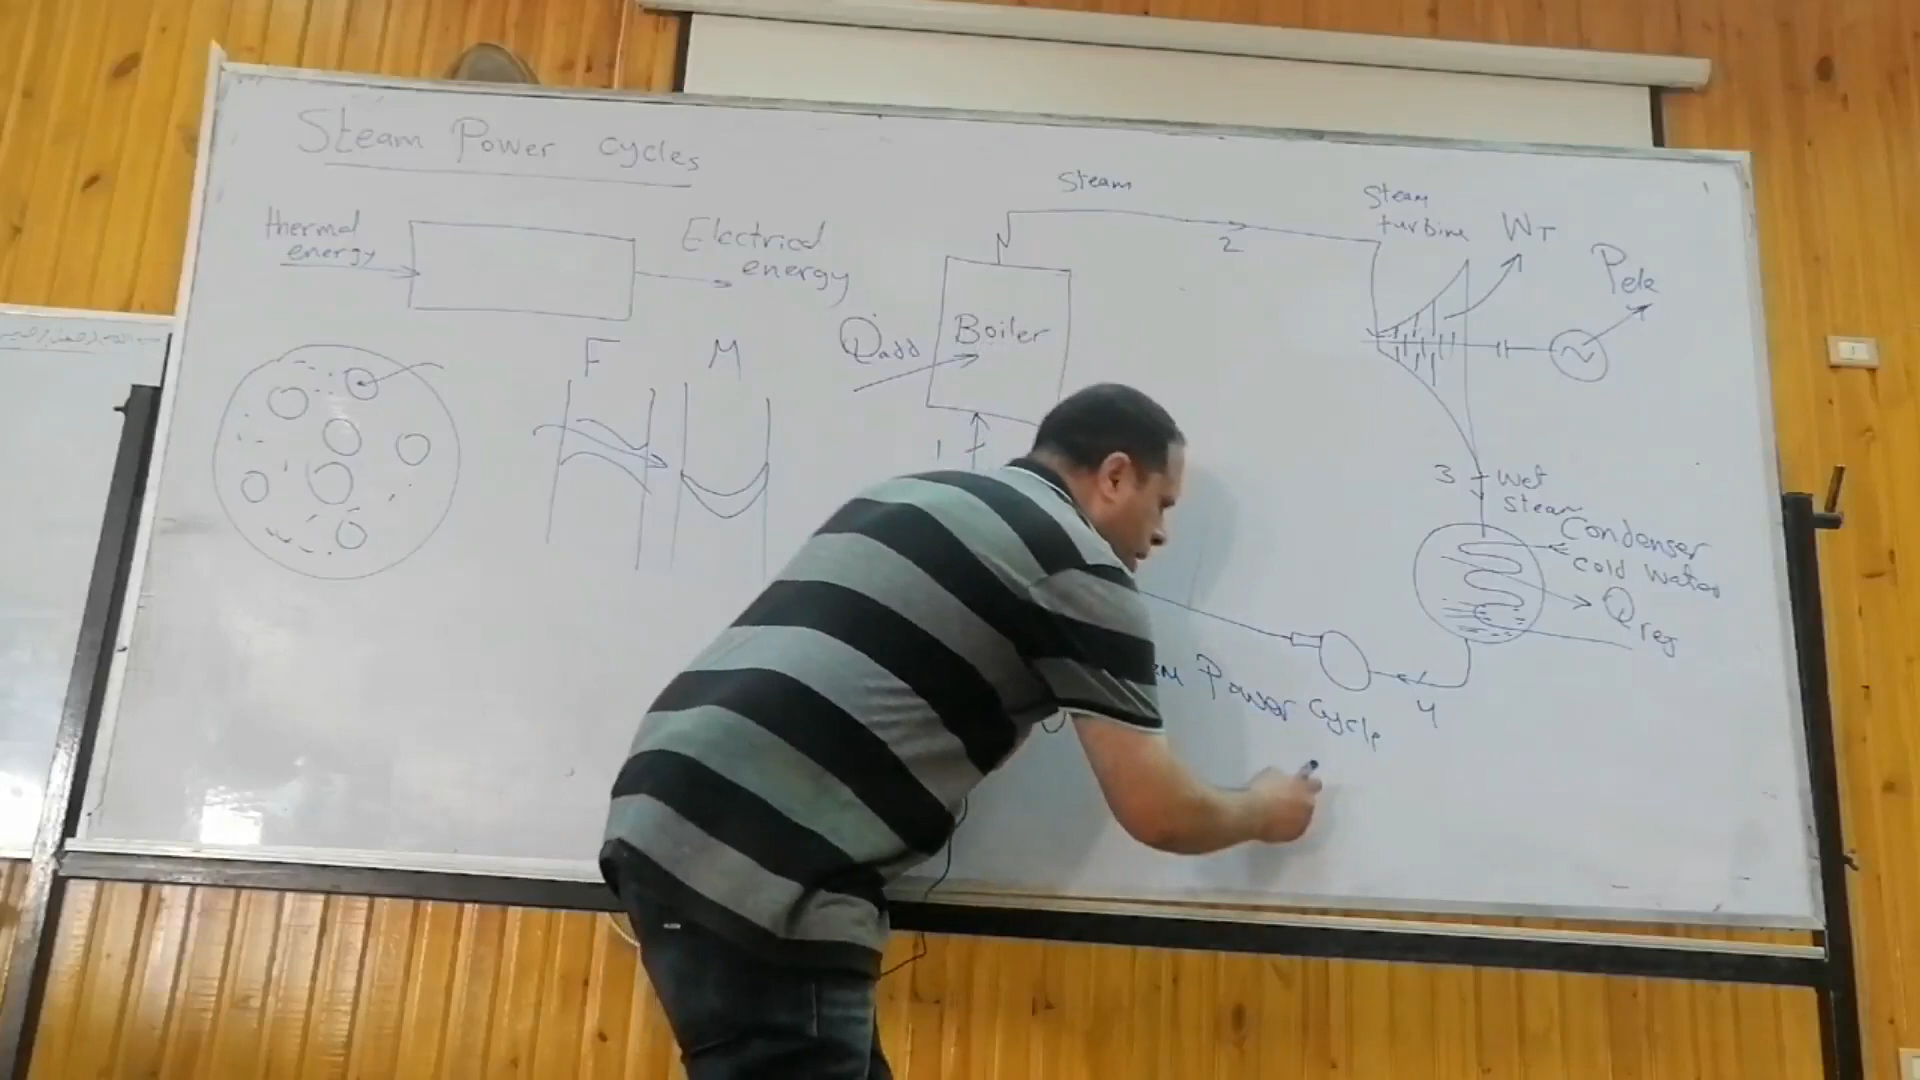 Steam Power cycles
thermal
energy
Electrical
energy
F
M
Qadd
Boiler
1
Steam
2
Steam
turbine
WT
Pele
3
wet
steam
Condenser
cold water
Qrej
4
Power Cycle